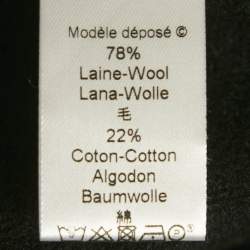 Modèle déposé ©
78%
Laine-Wool
Lana-Wolle
毛
22%
Coton-Cotton
Algodon
Baumwolle
綿